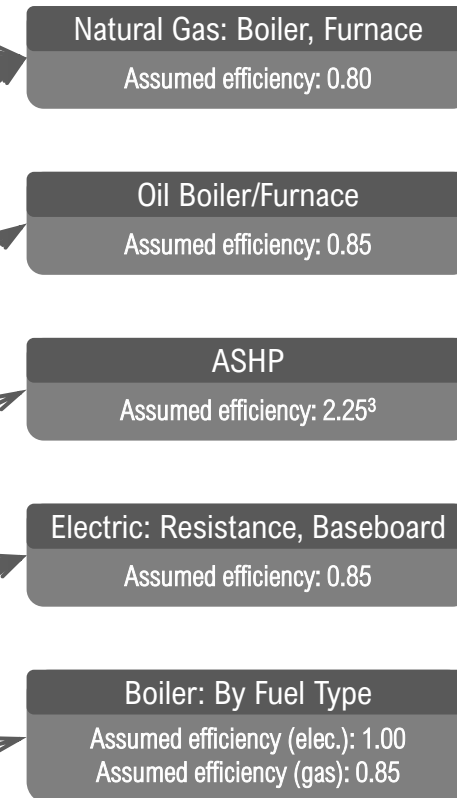 Natural Gas: Boiler, Furnace
Assumed efficiency: 0.80
Oil Boiler/Furnace
Assumed efficiency: 0.85
ASHP
Assumed efficiency: 2.25³
Electric: Resistance, Baseboard
Assumed efficiency: 0.85
Boiler: By Fuel Type
Assumed efficiency (elec.): 1.00
Assumed efficiency (gas): 0.85